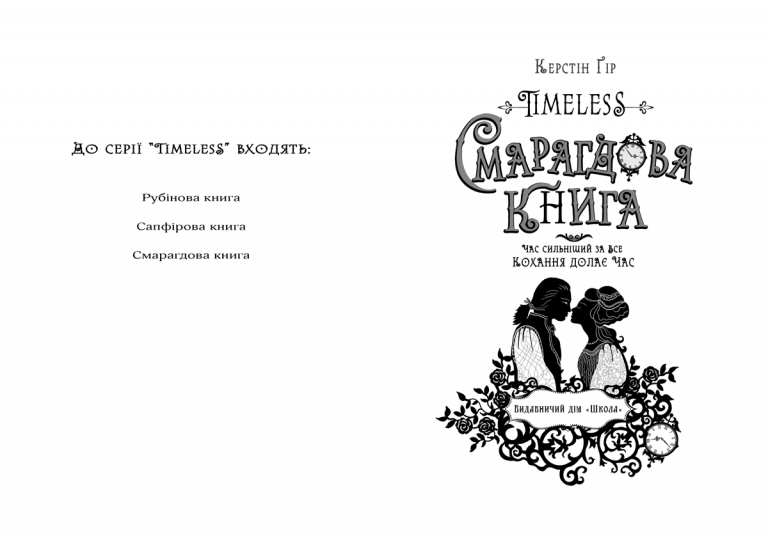 До серії "Timeless" входять:
Рубінова книга
Сапфірова книга
Смарагдова книга
Керстін Ґір
Timeless
Смарагдова
Книга
Час сильніший за все
Кохання долає Час
Видавничий дім «Школа»